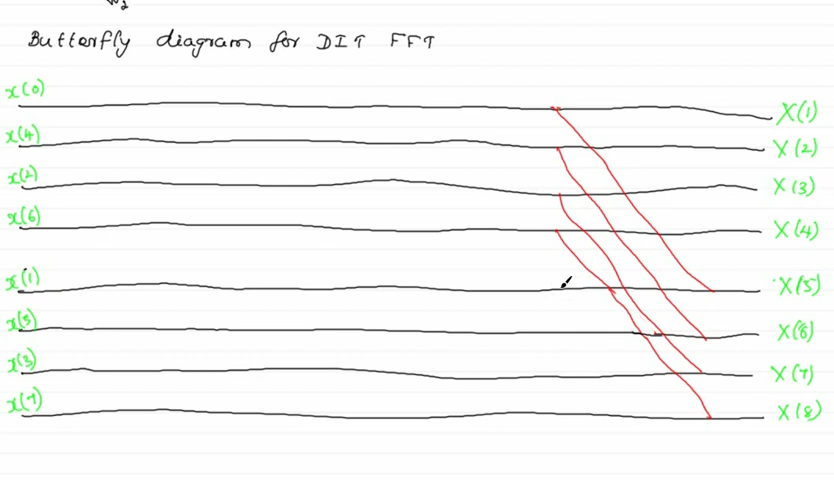 W2
Butterfly diagram for DIT FFT
x(0) X(1)
x(4) X(2)
x(2) X(3)
x(6) X(4)
x(1) X(5)
x(5) X(6)
x(3) X(7)
x(7) X(8)